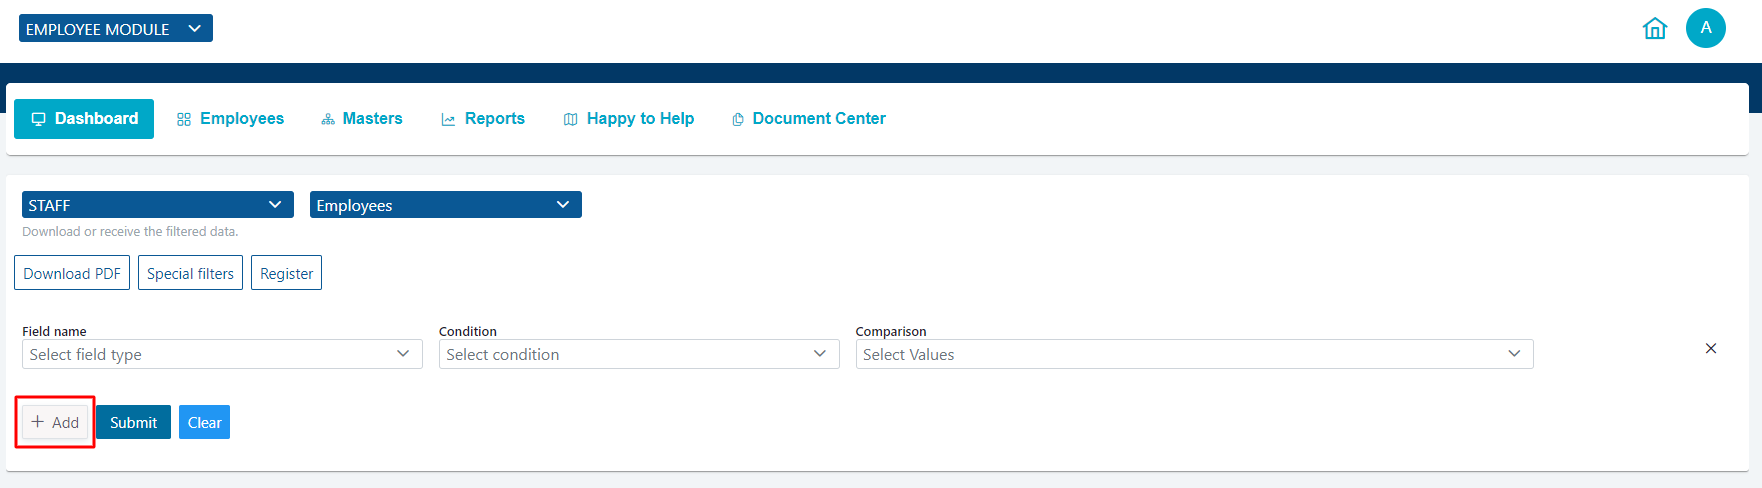 EMPLOYEE MODULE
A
Dashboard Employees Masters Reports Happy to Help Document Center
STAFF Employees
Download or receive the filtered data.
Download PDF Special filters Register
Field name Condition Comparison
Select field type Select condition Select Values
+ Add Submit Clear